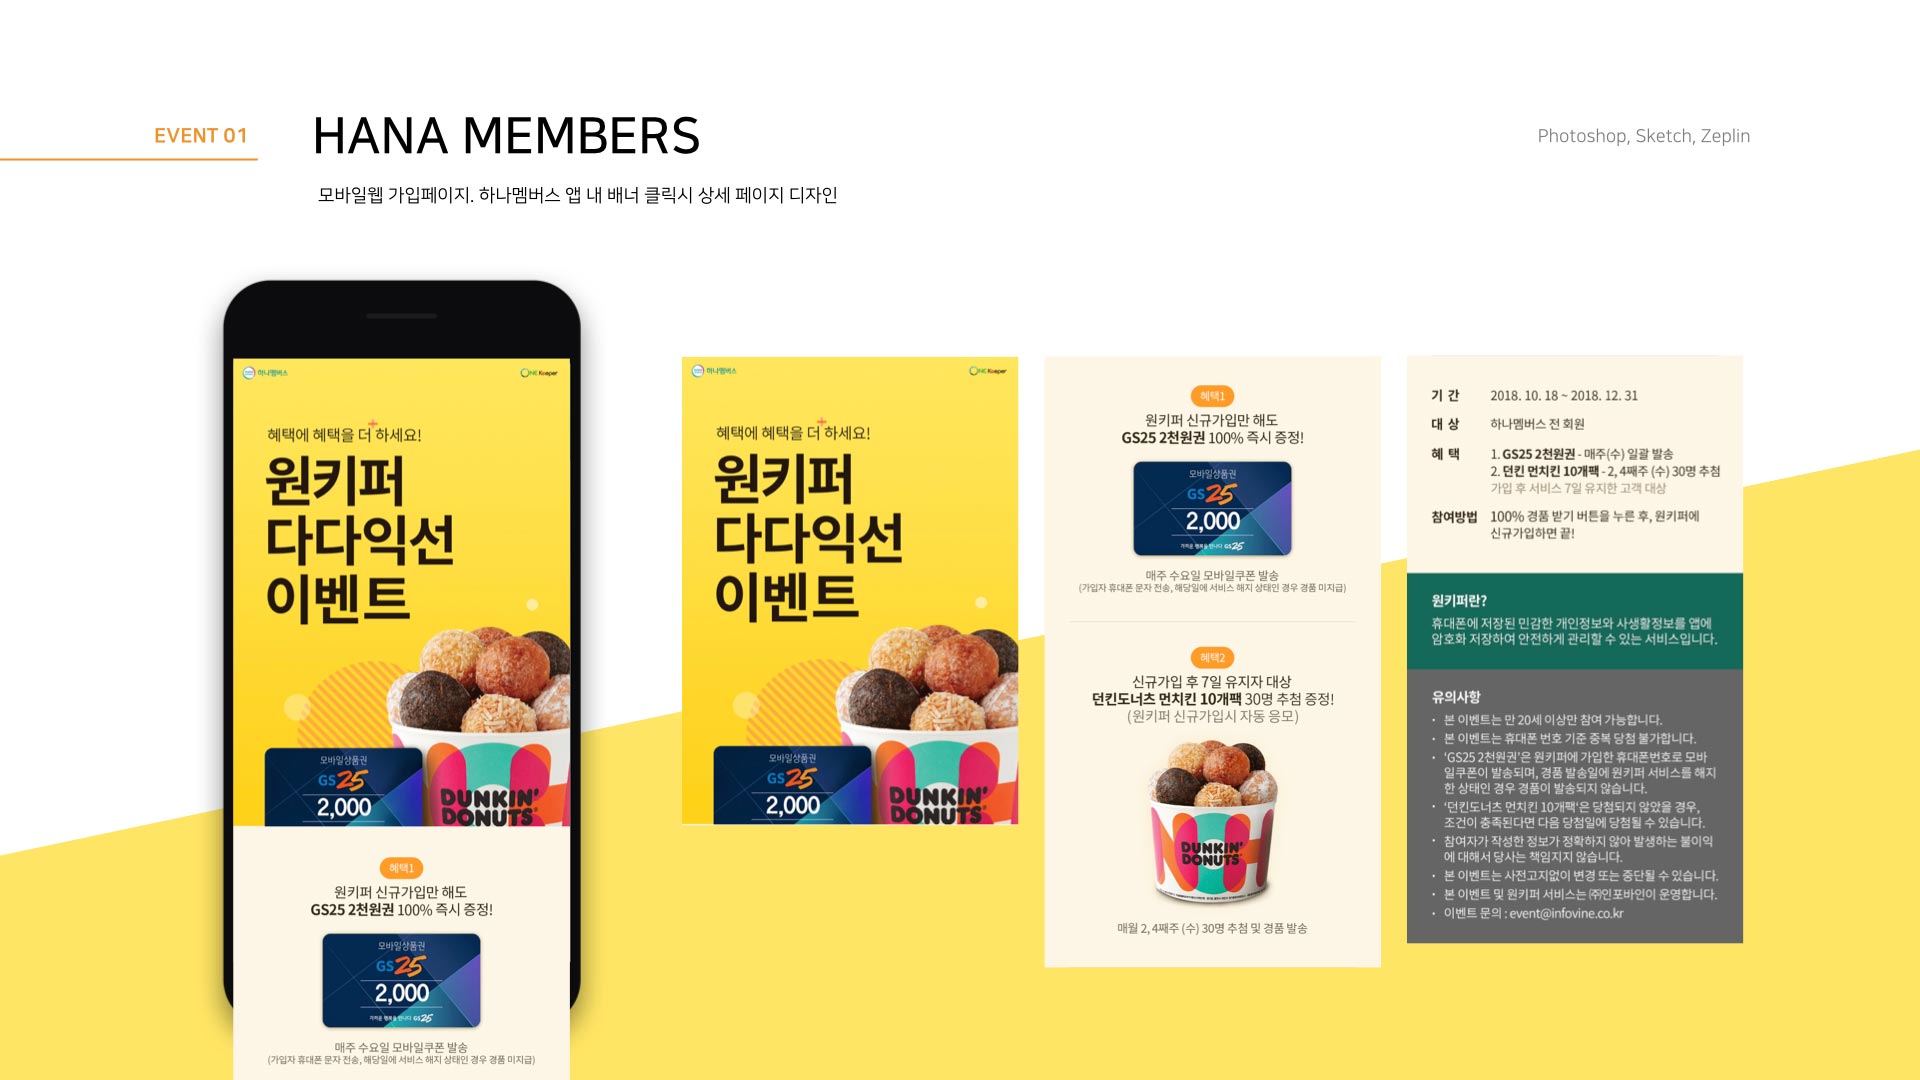 EVENT 01
HANA MEMBERS
Photoshop, Sketch, Zeplin
모바일웹 가입페이지. 하나멤버스 앱 내 배너 클릭시 상세 페이지 디자인
하나멤버스
ONE Keeper
혜택에 혜택을 더 하세요!
원키퍼
다다익선
이벤트
모바일상품권
GS25
2,000
DUNKIN'
DONUTS
혜택1
원키퍼 신규가입만 해도
GS25 2천원권 100% 즉시 증정!
모바일상품권
GS25
2,000
가까운 행복을 만나다 GS25
매주 수요일 모바일쿠폰 발송
(가입자 휴대폰 문자 전송, 해당일에 서비스 해지 상태인 경우 경품 미지급)
하나멤버스
ONE Keeper
혜택에 혜택을 더 하세요!
원키퍼
다다익선
이벤트
모바일상품권
GS25
2,000
DUNKIN'
DONUTS
혜택1
원키퍼 신규가입만 해도
GS25 2천원권 100% 즉시 증정!
모바일상품권
GS25
2,000
가까운 행복을 만나다 GS25
매주 수요일 모바일쿠폰 발송
(가입자 휴대폰 문자 전송, 해당일에 서비스 해지 상태인 경우 경품 미지급)
혜택2
신규가입 후 7일 유지자 대상
던킨도너츠 먼치킨 10개팩 30명 추첨 증정!
(원키퍼 신규가입시 자동 응모)
DUNKIN'
DONUTS
매월 2, 4째주 (수) 30명 추첨 및 경품 발송
기 간 2018. 10. 18 ~ 2018. 12. 31
대 상 하나멤버스 전 회원
혜 택 1. GS25 2천원권 - 매주(수) 일괄 발송
2. 던킨 먼치킨 10개팩 - 2, 4째주 (수) 30명 추첨
가입 후 서비스 7일 유지한 고객 대상
참여방법 100% 경품 받기 버튼을 누른 후, 원키퍼에
신규가입하면 끝!
원키퍼란?
휴대폰에 저장된 민감한 개인정보와 사생활정보를 앱에
암호화 저장하여 안전하게 관리할 수 있는 서비스입니다.
유의사항
· 본 이벤트는 만 20세 이상만 참여 가능합니다.
· 본 이벤트는 휴대폰 번호 기준 중복 당첨 불가합니다.
· 'GS25 2천원권'은 원키퍼에 가입한 휴대폰번호로 모바
일쿠폰이 발송되며, 경품 발송일에 원키퍼 서비스를 해지
한 상태인 경우 경품이 발송되지 않습니다.
· '던킨도너츠 먼치킨 10개팩'은 당첨되지 않았을 경우,
조건이 충족된다면 다음 당첨일에 당첨될 수 있습니다.
· 참여자가 작성한 정보가 정확하지 않아 발생하는 불이익
에 대해서 당사는 책임지지 않습니다.
· 본 이벤트는 사전고지없이 변경 또는 중단될 수 있습니다.
· 본 이벤트 및 원키퍼 서비스는 ㈜인포바인이 운영합니다.
· 이벤트 문의 : event@infovine.co.kr